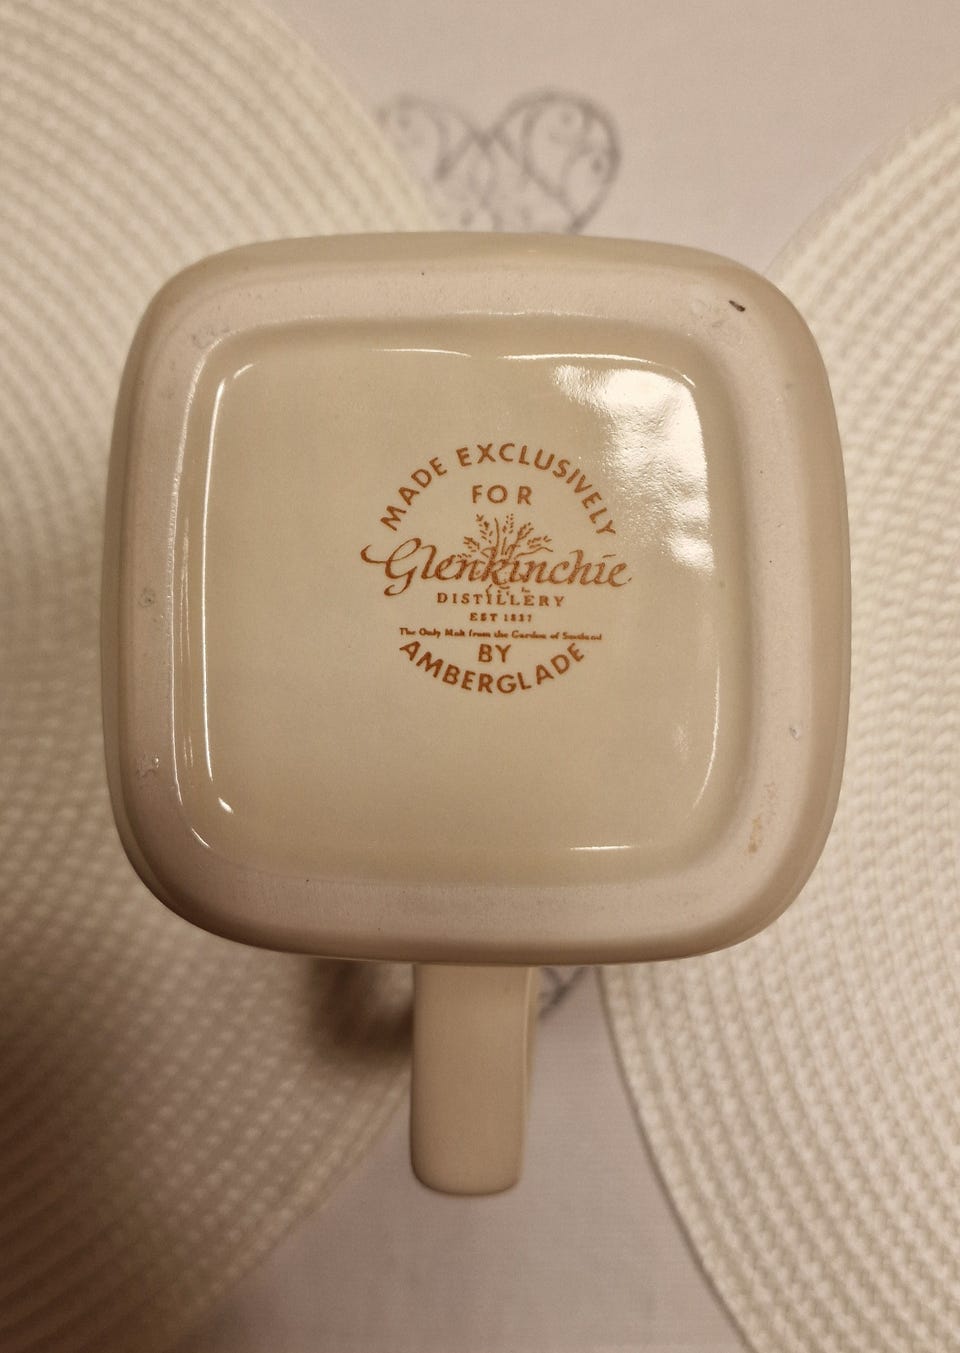 MADE EXCLUSIVELY
FOR
Glenkinchie
DISTILLERY
EST 1837
The Only Malt from the Garden of Scotland
BY
AMBERGLADE